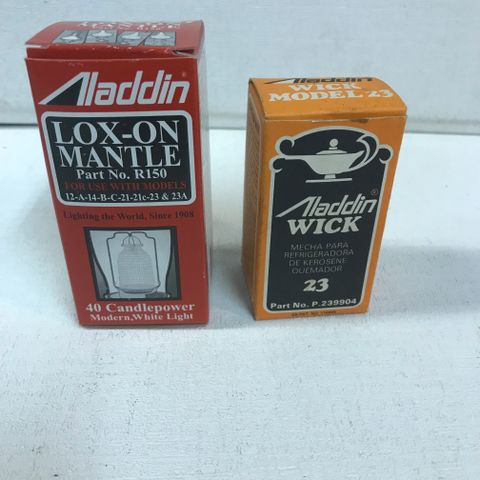 Aladdin®
LOX-ON
MANTLE
Part No. R150
FOR USE WITH MODELS
12-A-14-B-C-21-21c-23 & 23A
Lighting the World, Since 1908
40 Candlepower
Modern, White Light
Aladdin
WICK
MODEL 23
Aladdin®
WICK
MECHA PARA
REFRIGERADORA
DE KEROSENE
QUEMADOR
23
Part No. P.239904